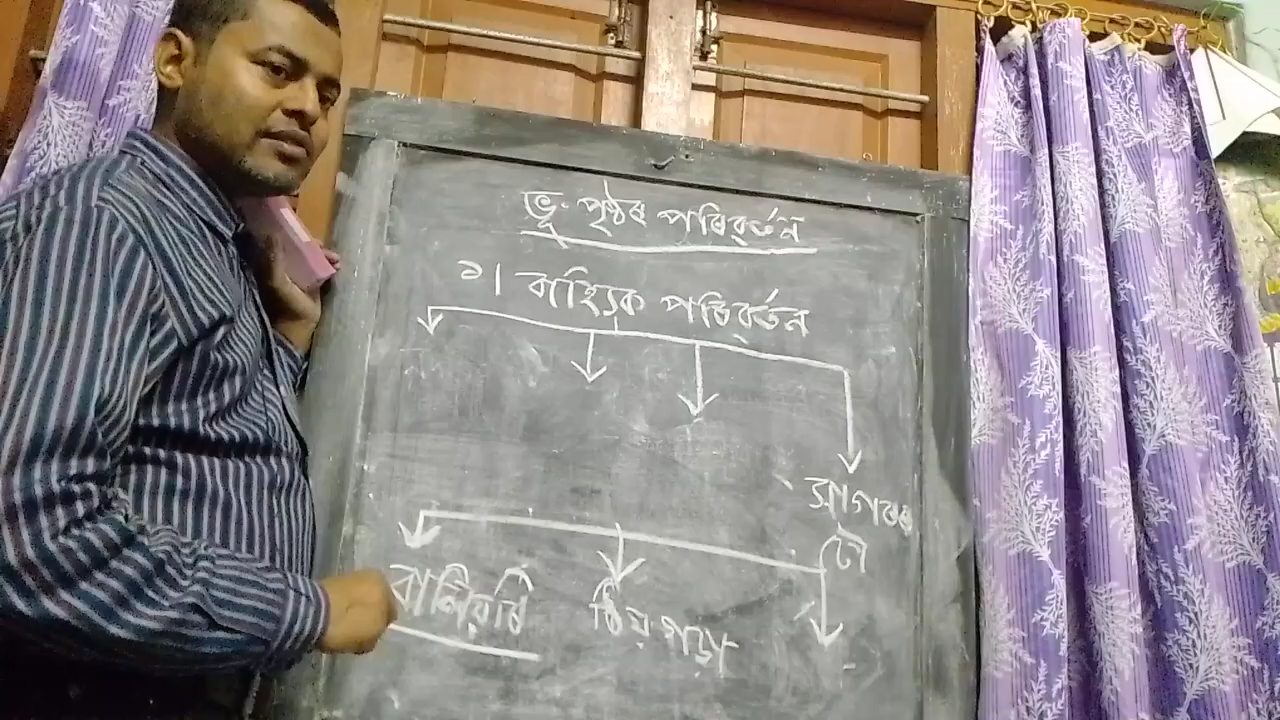 ভূ-পৃষ্ঠৰ পৰিৱৰ্তন
১। বাহ্যিক পৰিৱৰ্তন
সাগৰৰ
ঢৌ
বালিয়ৰি